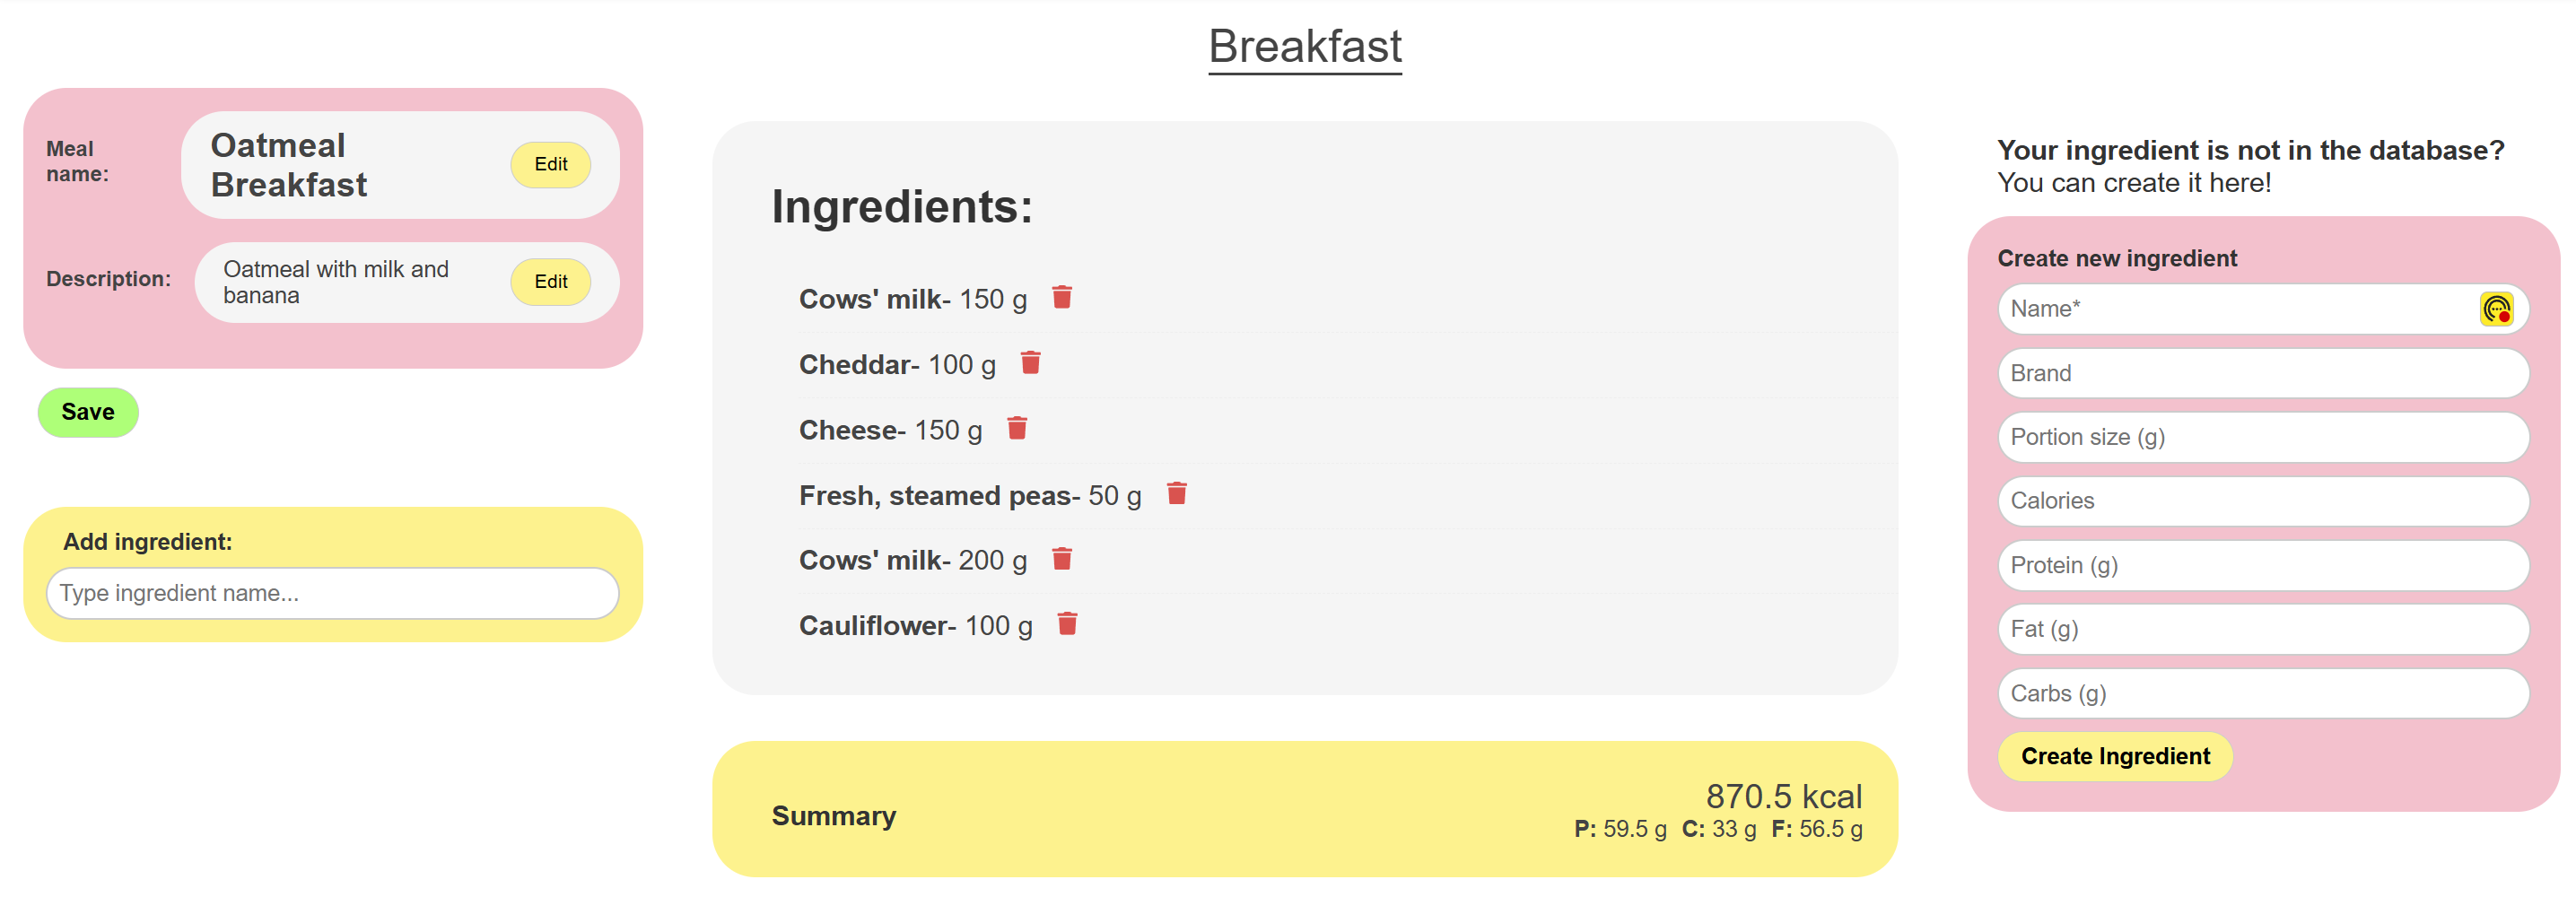 Breakfast
Meal
name:
Oatmeal
Breakfast
Edit
Description:
Oatmeal with milk and
banana
Edit
Save
Add ingredient:
Type ingredient name...
Ingredients:
Cows' milk- 150 g
Cheddar- 100 g
Cheese- 150 g
Fresh, steamed peas- 50 g
Cows' milk- 200 g
Cauliflower- 100 g
Summary
870.5 kcal
P: 59.5 g C: 33 g F: 56.5 g
Your ingredient is not in the database?
You can create it here!
Create new ingredient
Name*
Brand
Portion size (g)
Calories
Protein (g)
Fat (g)
Carbs (g)
Create Ingredient